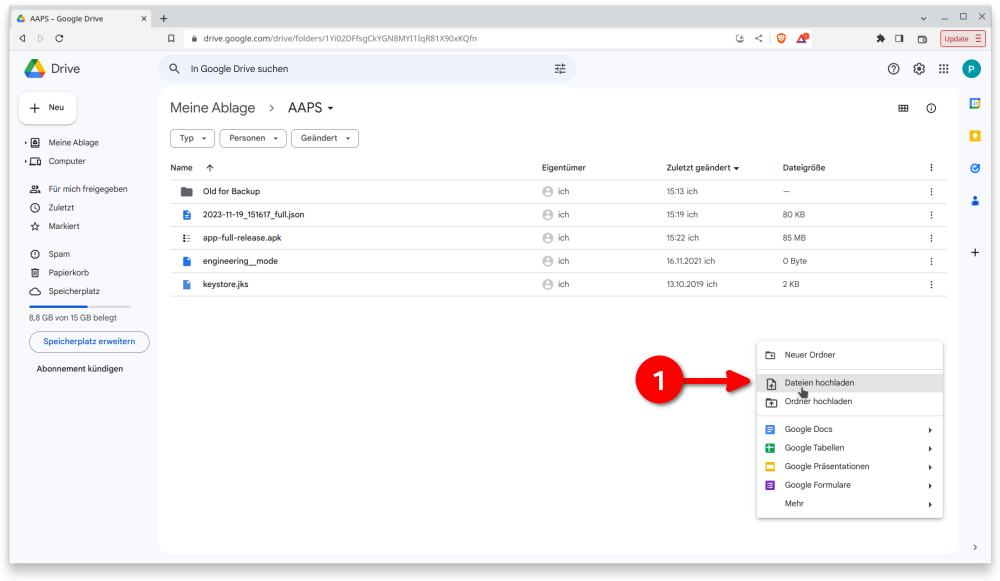 AAPS – Google Drive
drive.google.com/drive/folders/1Yi02DFfsgCkYGN8MYI1IqR81X90xKQfn
Update
Drive
In Google Drive suchen
P
Neu
Meine Ablage
Computer
Für mich freigegeben
Zuletzt
Markiert
Spam
Papierkorb
Speicherplatz
8,8 GB von 15 GB belegt
Speicherplatz erweitern
Abonnement kündigen
Meine Ablage > AAPS
Typ Personen Geändert
Name Eigentümer Zuletzt geändert Dateigröße
Old for Backup ich 15:13 ich —
2023-11-19_151617_full.json ich 15:19 ich 80 KB
app-full-release.apk ich 15:22 ich 85 MB
engineering__mode ich 16.11.2021 ich 0 Byte
keystore.jks ich 13.10.2019 ich 2 KB
1
Neuer Ordner
Dateien hochladen
Ordner hochladen
Google Docs
Google Tabellen
Google Präsentationen
Google Formulare
Mehr